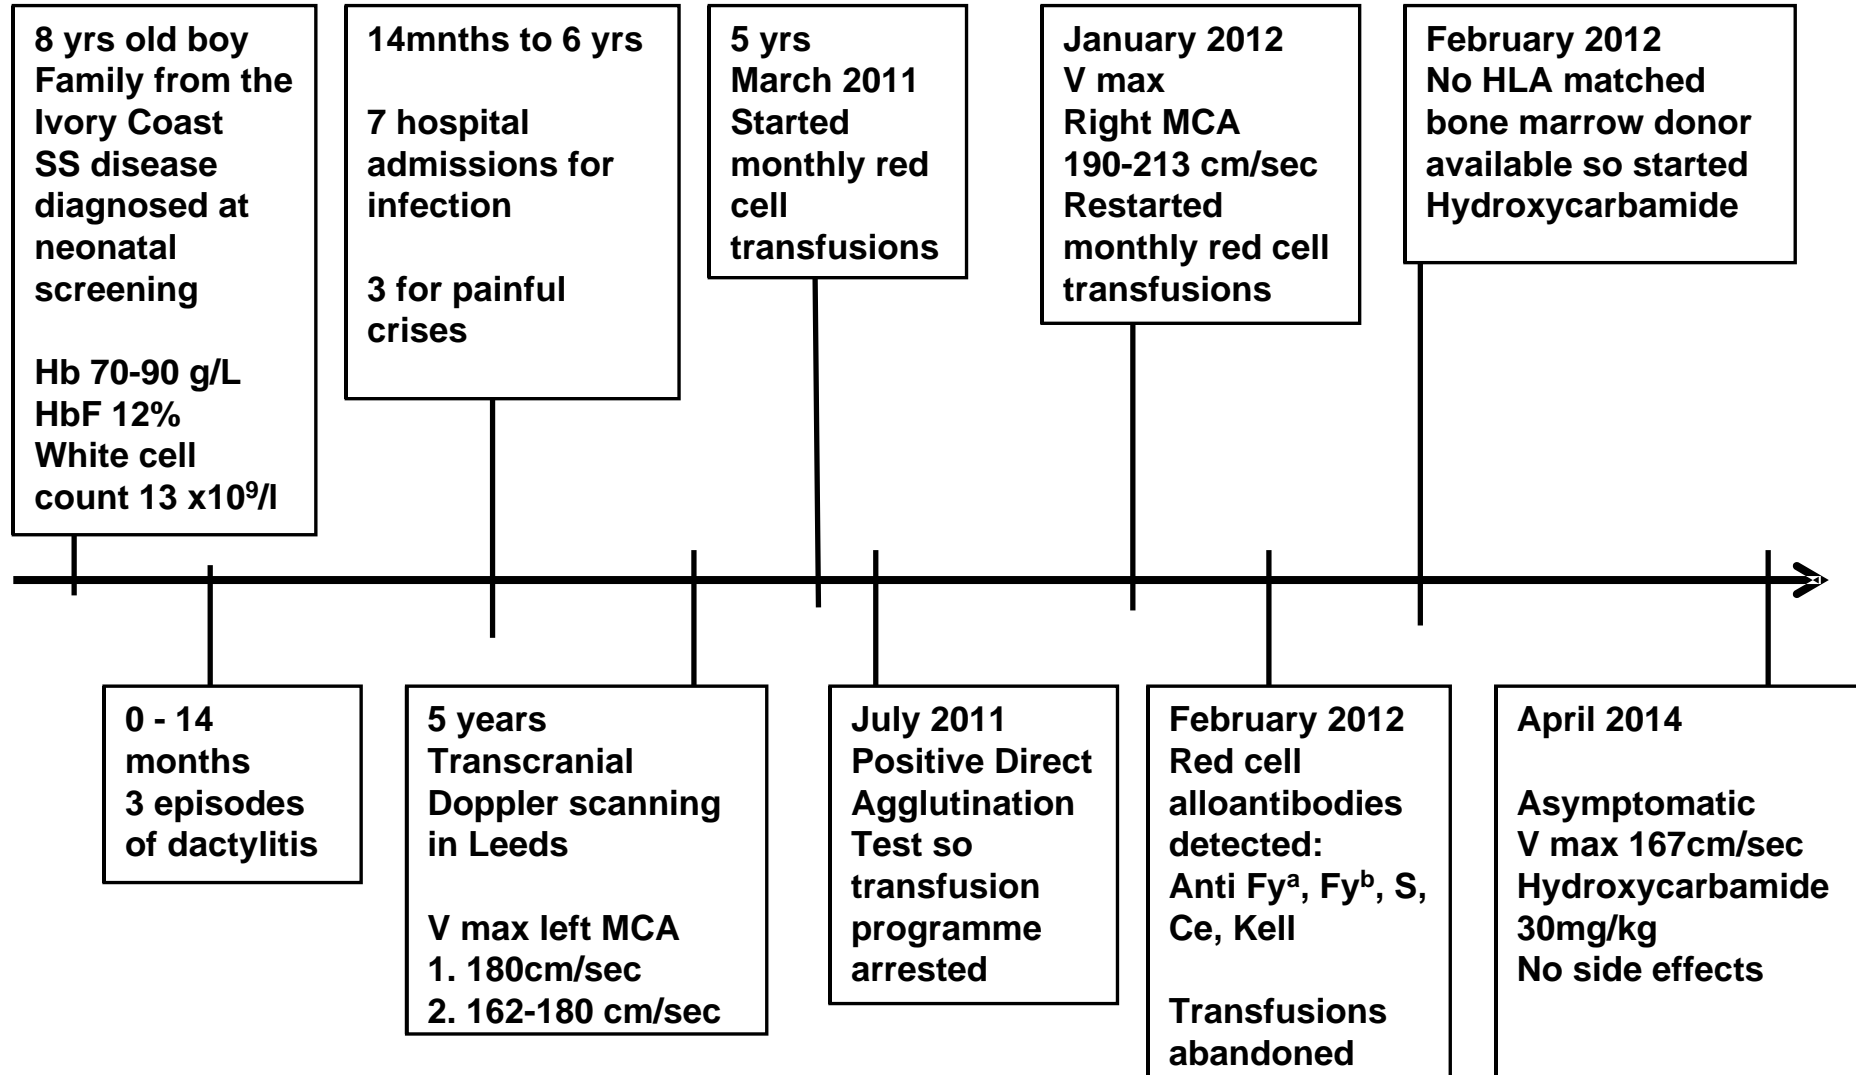 8 yrs old boy
Family from the
Ivory Coast
SS disease
diagnosed at
neonatal
screening
Hb 70-90 g/L
HbF 12%
White cell
count 13 x10⁹/l
14mnths to 6 yrs
7 hospital
admissions for
infection
3 for painful
crises
5 yrs
March 2011
Started
monthly red
cell
transfusions
January 2012
V max
Right MCA
190-213 cm/sec
Restarted
monthly red cell
transfusions
February 2012
No HLA matched
bone marrow donor
available so started
Hydroxycarbamide
0 - 14
months
3 episodes
of dactylitis
5 years
Transcranial
Doppler scanning
in Leeds
V max left MCA
1. 180cm/sec
2. 162-180 cm/sec
July 2011
Positive Direct
Agglutination
Test so
transfusion
programme
arrested
February 2012
Red cell
alloantibodies
detected:
Anti Fyᵃ, Fyᵇ, S,
Ce, Kell
Transfusions
abandoned
April 2014
Asymptomatic
V max 167cm/sec
Hydroxycarbamide
30mg/kg
No side effects